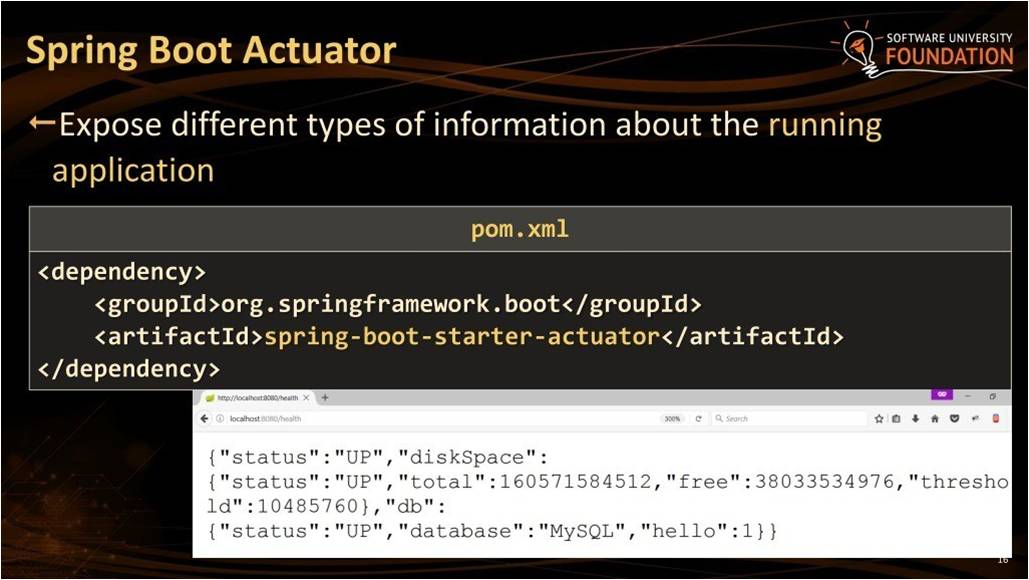 Spring Boot Actuator
SOFTWARE UNIVERSITY
FOUNDATION
Expose different types of information about the running
application
pom.xml
<dependency>
<groupId>org.springframework.boot</groupId>
<artifactId>spring-boot-starter-actuator</artifactId>
</dependency>
http://localhost:8080/health
localhost:8080/health
300%
Search
{"status":"UP","diskSpace":
{"status":"UP","total":160571584512,"free":38033534976,"thresho
ld":10485760},"db":
{"status":"UP","database":"MySQL","hello":1}}
16